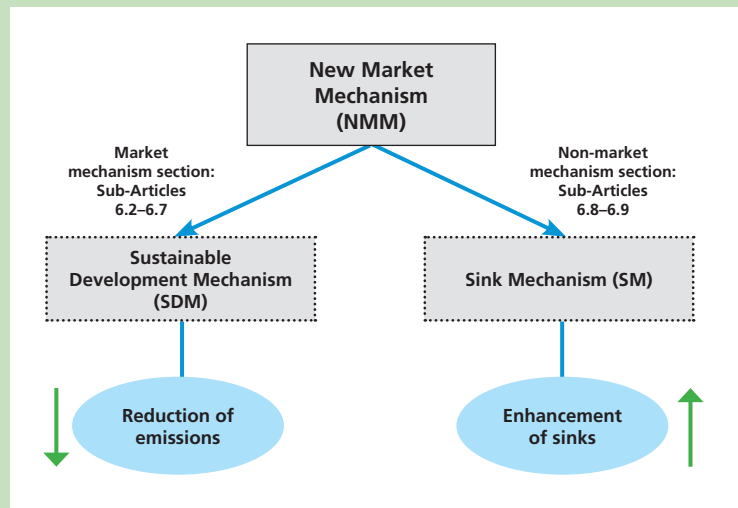 New Market
Mechanism
(NMM)
Market
mechanism section:
Sub-Articles
6.2–6.7
Non-market
mechanism section:
Sub-Articles
6.8–6.9
Sustainable
Development Mechanism
(SDM)
Sink Mechanism (SM)
Reduction of
emissions
Enhancement
of sinks